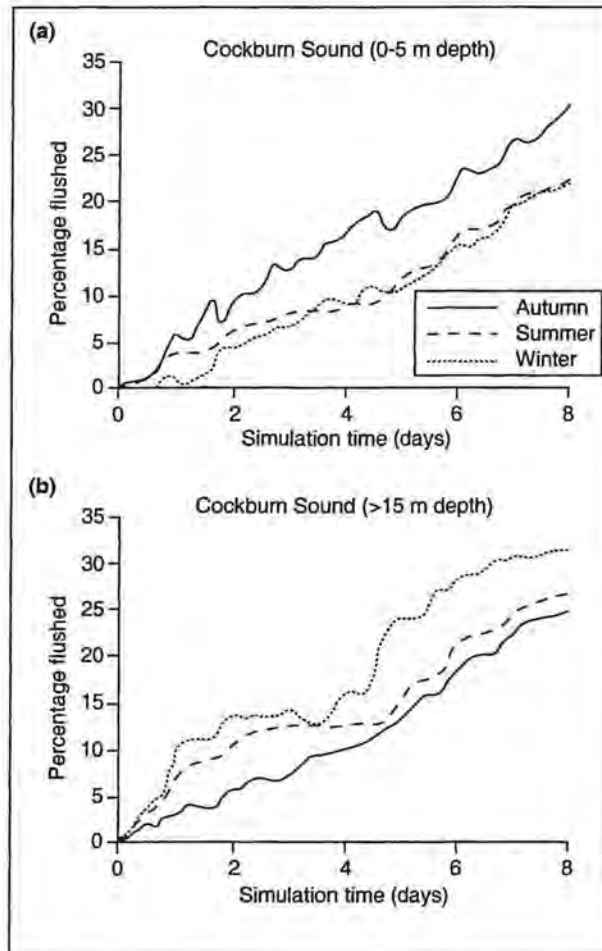 (a)
Cockburn Sound (0-5 m depth)
35
30
25
20
15
10
5
0
Percentage flushed
Autumn
Summer
Winter
0 2 4 6 8
Simulation time (days)
(b)
Cockburn Sound (>15 m depth)
35
30
25
20
15
10
5
0
Percentage flushed
0 2 4 6 8
Simulation time (days)